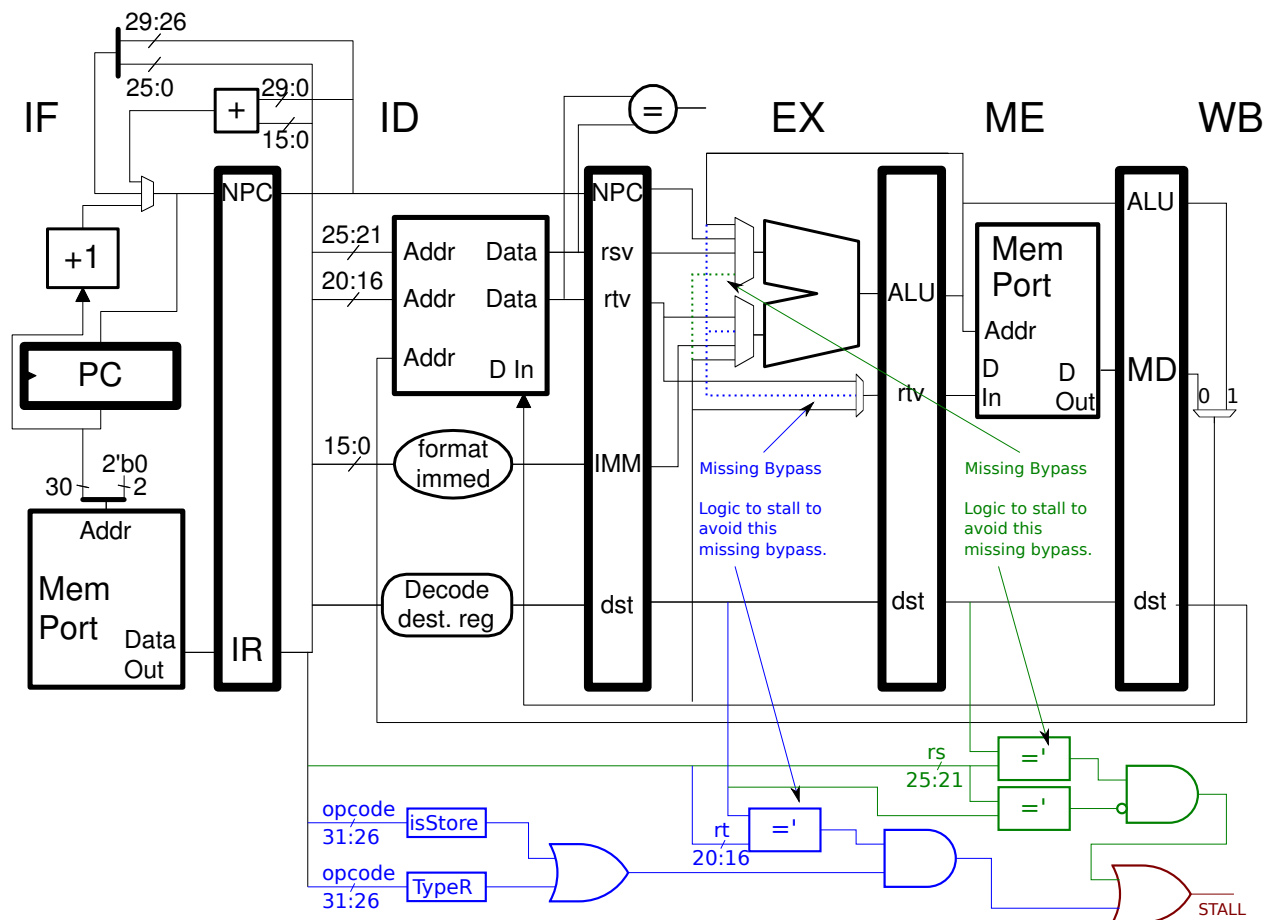 29:26
25:0
29:0
15:0
IF
ID
EX
ME
WB
+
=
NPC
NPC
ALU
+1
25:21
20:16
Addr
Data
Addr
Data
Addr
D In
rsv
rtv
Mem
Port
ALU
Addr
D
In
D
Out
MD
0
1
PC
rtv
15:0
format
immed
IMM
30
2'b0
2
Addr
Mem
Port
Data
Out
IR
Decode
dest. reg
dst
dst
dst
Missing Bypass
Logic to stall to
avoid this
missing bypass.
Missing Bypass
Logic to stall to
avoid this
missing bypass.
rs
25:21
='
='
opcode
31:26
isStore
rt
20:16
='
opcode
31:26
TypeR
STALL